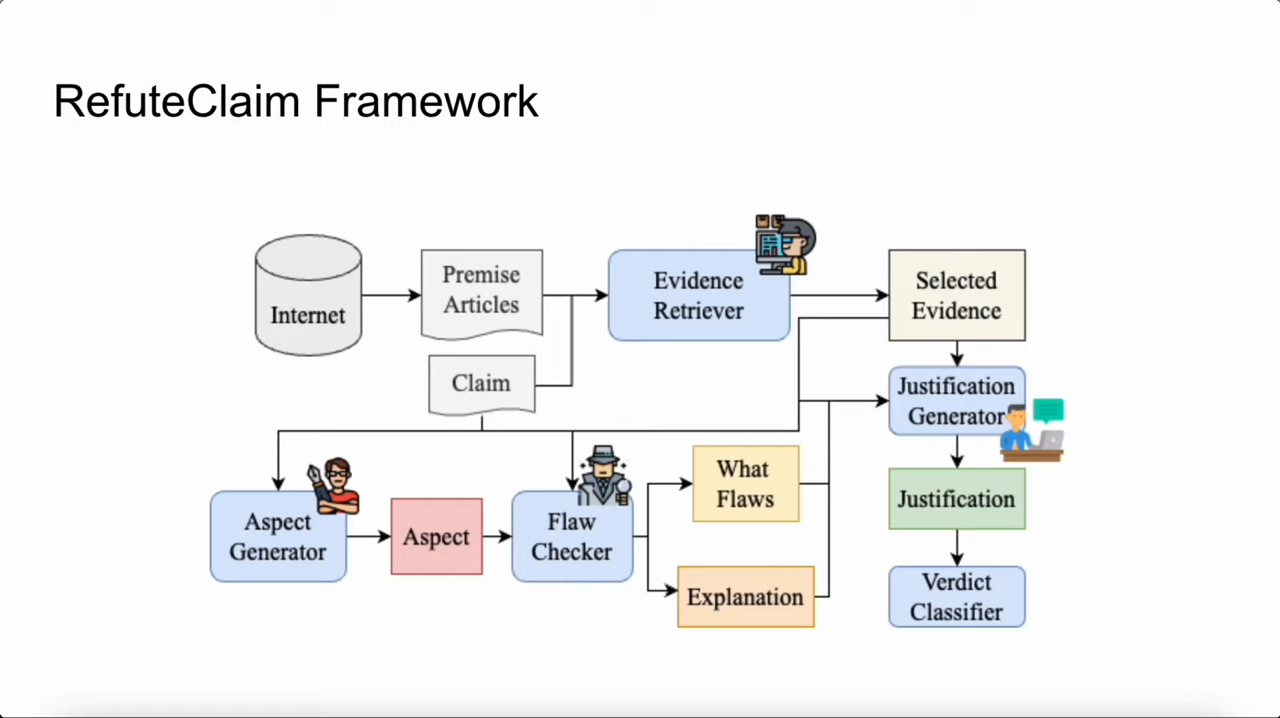 RefuteClaim Framework
Internet
Premise
Articles
Claim
Evidence
Retriever
Selected
Evidence
Justification
Generator
Aspect
Generator
Aspect
Flaw
Checker
What
Flaws
Explanation
Justification
Verdict
Classifier